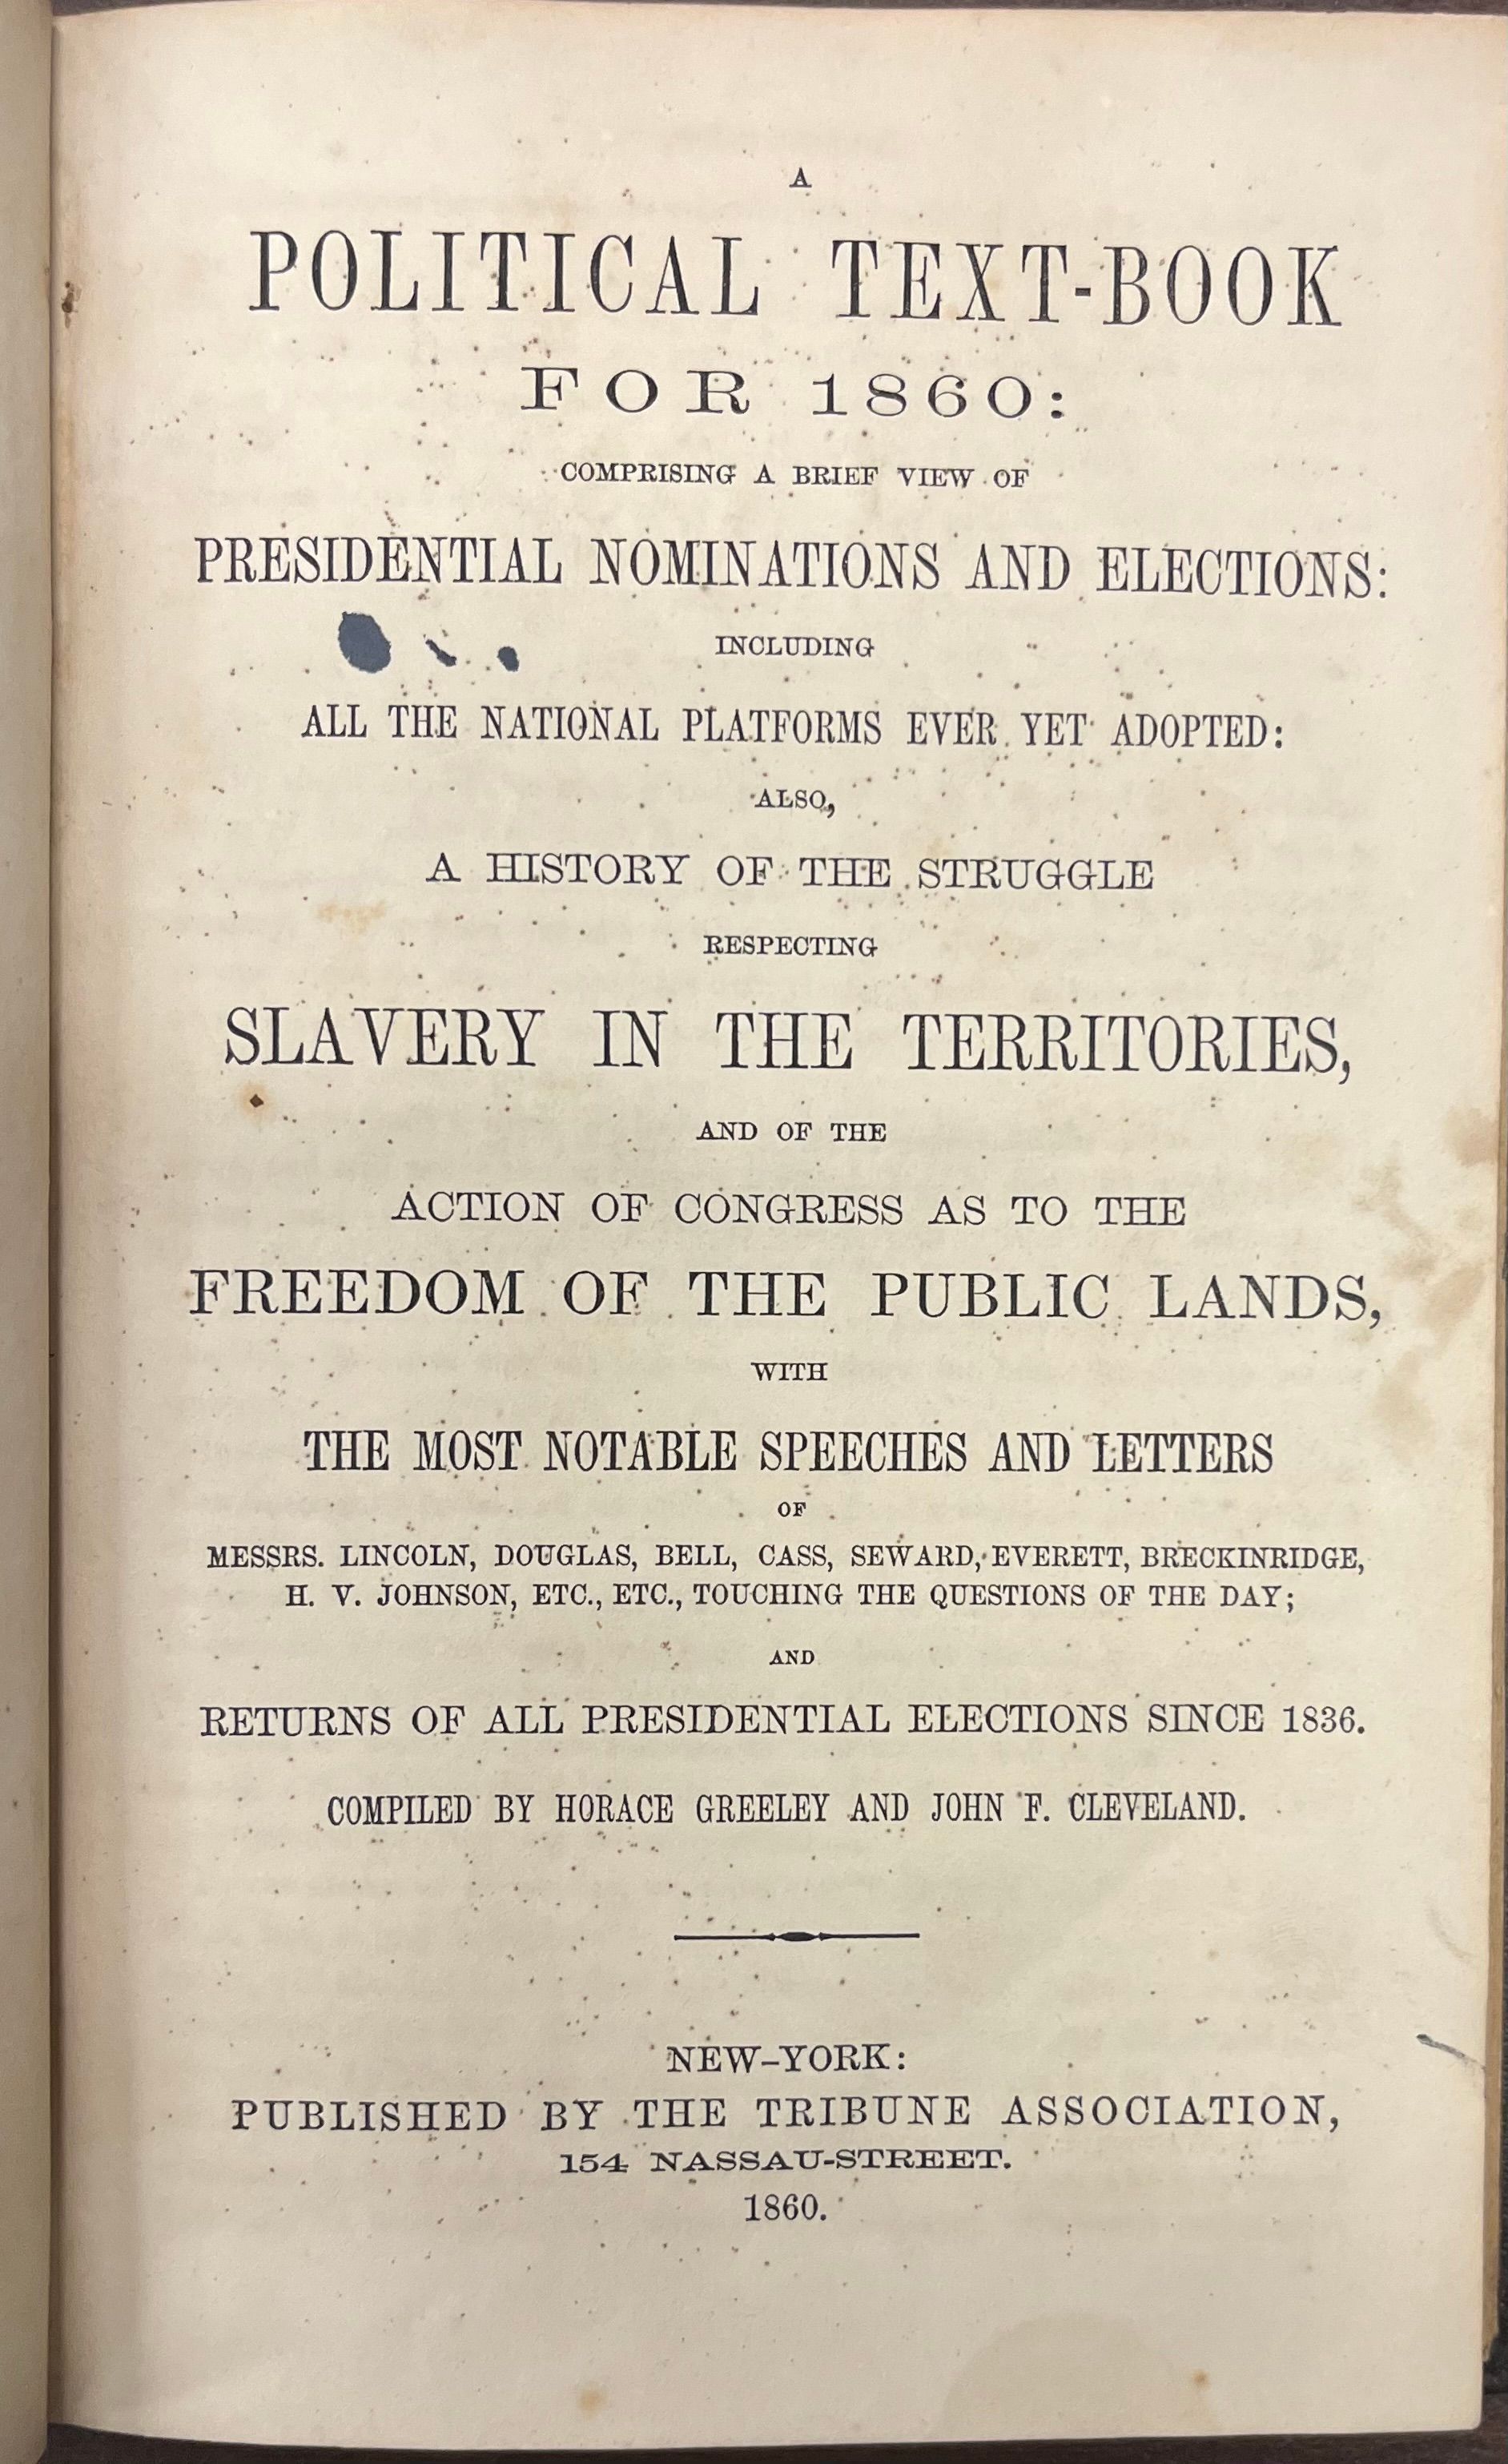 A
POLITICAL TEXT-BOOK
FOR 1860:
COMPRISING A BRIEF VIEW OF
PRESIDENTIAL NOMINATIONS AND ELECTIONS:
INCLUDING
ALL THE NATIONAL PLATFORMS EVER YET ADOPTED:
ALSO,
A HISTORY OF THE STRUGGLE
RESPECTING
SLAVERY IN THE TERRITORIES,
AND OF THE
ACTION OF CONGRESS AS TO THE
FREEDOM OF THE PUBLIC LANDS,
WITH
THE MOST NOTABLE SPEECHES AND LETTERS
OF
MESSRS. LINCOLN, DOUGLAS, BELL, CASS, SEWARD, EVERETT, BRECKINRIDGE,
H. V. JOHNSON, ETC., ETC., TOUCHING THE QUESTIONS OF THE DAY;
AND
RETURNS OF ALL PRESIDENTIAL ELECTIONS SINCE 1836.
COMPILED BY HORACE GREELEY AND JOHN F. CLEVELAND.
NEW-YORK:
PUBLISHED BY THE TRIBUNE ASSOCIATION,
154 NASSAU-STREET.
1860.